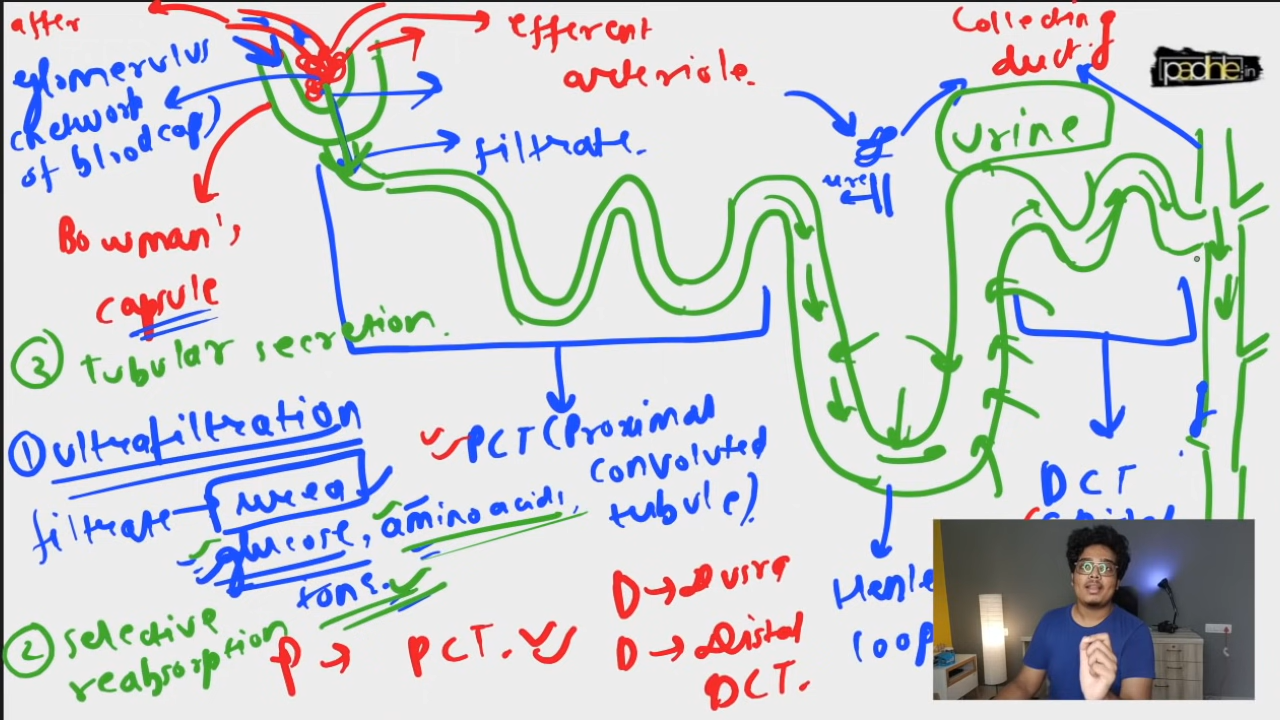 affer
efferent
arteriole.
glomerulus
(network
of blood cap)
Bowman's
capsule
filtrate.
Collecting
duct
urine
ure
padhle.in
③ tubular secretion.
① ultrafiltration
filtrate
urea
glucose, amino acids,
ions.
② selective
reabsorption
PCT (Proximal
convoluted
tubule).
P → PCT.
D →
D → Distal
DCT.
Henle
loop
DCT